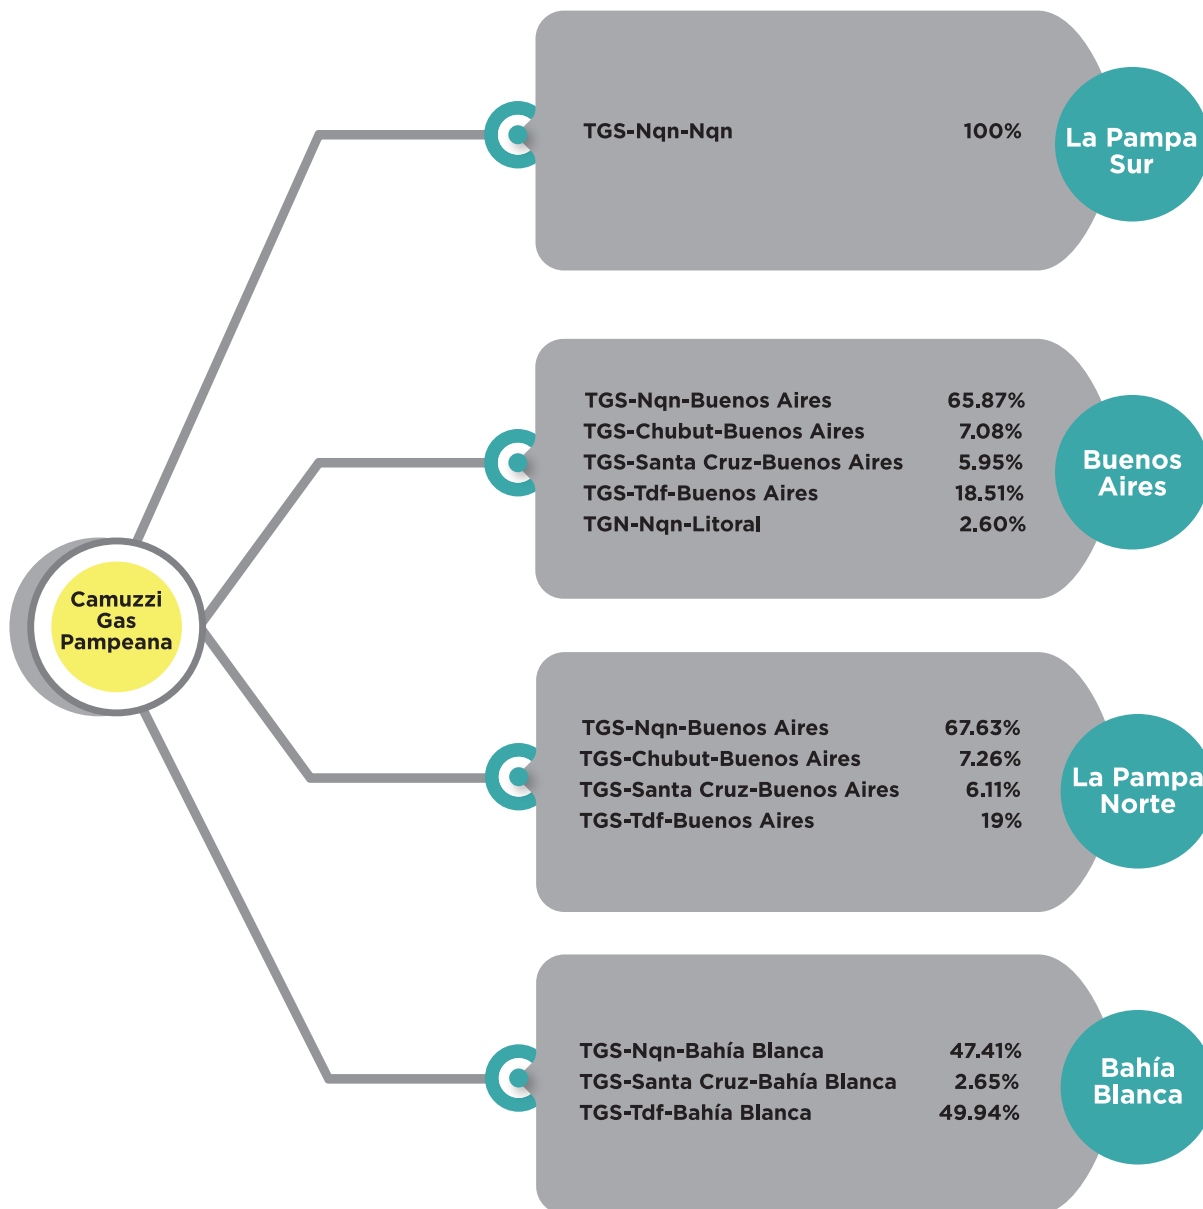 TGS-Nqn-Nqn 100%
La Pampa
Sur
TGS-Nqn-Buenos Aires 65.87%
TGS-Chubut-Buenos Aires 7.08%
TGS-Santa Cruz-Buenos Aires 5.95%
TGS-Tdf-Buenos Aires 18.51%
TGN-Nqn-Litoral 2.60%
Buenos
Aires
Camuzzi
Gas
Pampeana
TGS-Nqn-Buenos Aires 67.63%
TGS-Chubut-Buenos Aires 7.26%
TGS-Santa Cruz-Buenos Aires 6.11%
TGS-Tdf-Buenos Aires 19%
La Pampa
Norte
TGS-Nqn-Bahía Blanca 47.41%
TGS-Santa Cruz-Bahía Blanca 2.65%
TGS-Tdf-Bahía Blanca 49.94%
Bahía
Blanca